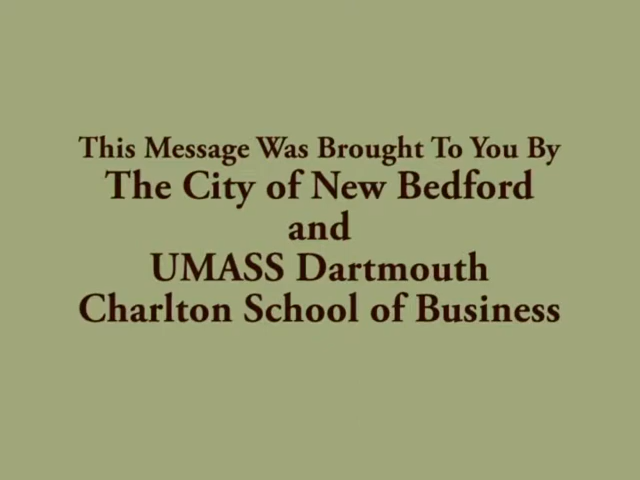 This Message Was Brought To You By
The City of New Bedford
and
UMASS Dartmouth
Charlton School of Business